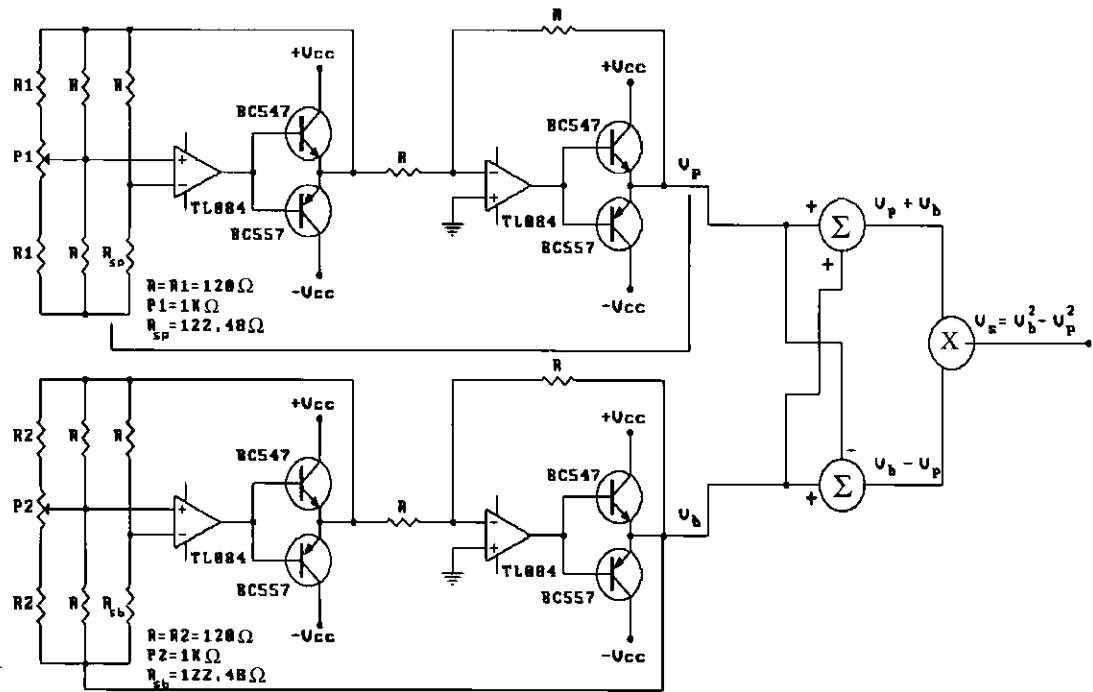 R
+Vcc
+Vcc
R1
R
R
BC547
BC547
P1
+
−
R
−
+
V_p
TL084
TL084
BC557
BC557
R1
R
R_sp
−Vcc
−Vcc
R=R1=120Ω
P1=1KΩ
R_sp=122.48Ω
+
Σ
V_p + V_b
+
X
V_s = V_b^2 − V_p^2
R
+Vcc
+Vcc
R2
R
R
BC547
BC547
−
V_b − V_p
P2
+
−
R
−
+
V_b
+
Σ
TL084
TL084
BC557
BC557
R2
R
R_sb
−Vcc
−Vcc
R=R2=120Ω
P2=1KΩ
R_sb=122.48Ω